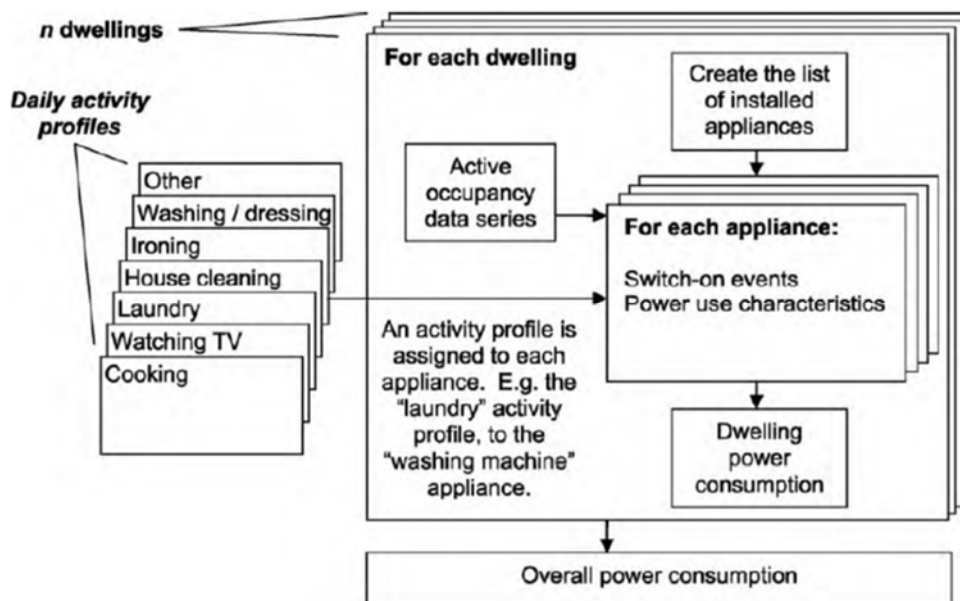 n dwellings
Daily activity
profiles
Other
Washing / dressing
Ironing
House cleaning
Laundry
Watching TV
Cooking
For each dwelling
Create the list
of installed
appliances
Active
occupancy
data series
For each appliance:
Switch-on events
Power use characteristics
An activity profile is
assigned to each
appliance. E.g. the
“laundry” activity
profile, to the
“washing machine”
appliance.
Dwelling
power
consumption
Overall power consumption